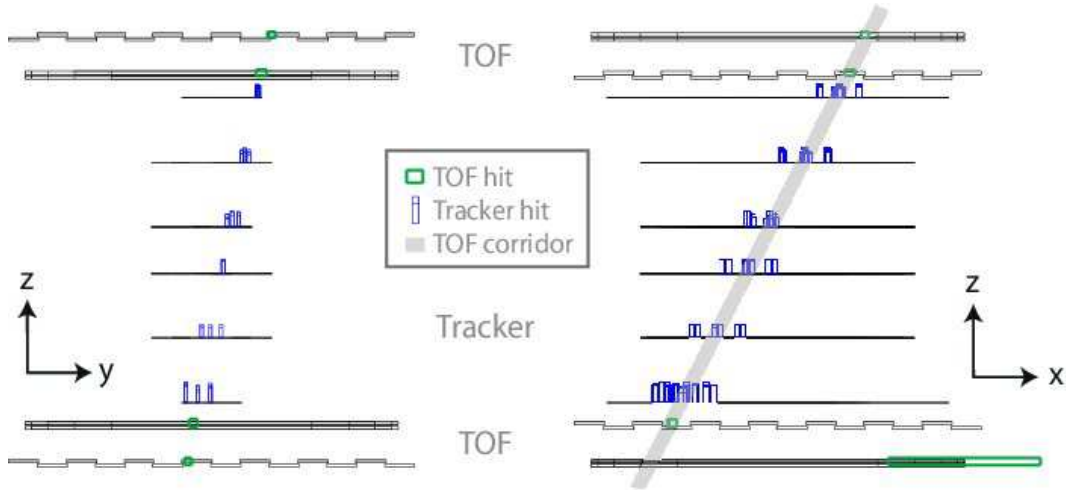 TOF
TOF hit
Tracker hit
TOF corridor
z
y
Tracker
z
x
TOF